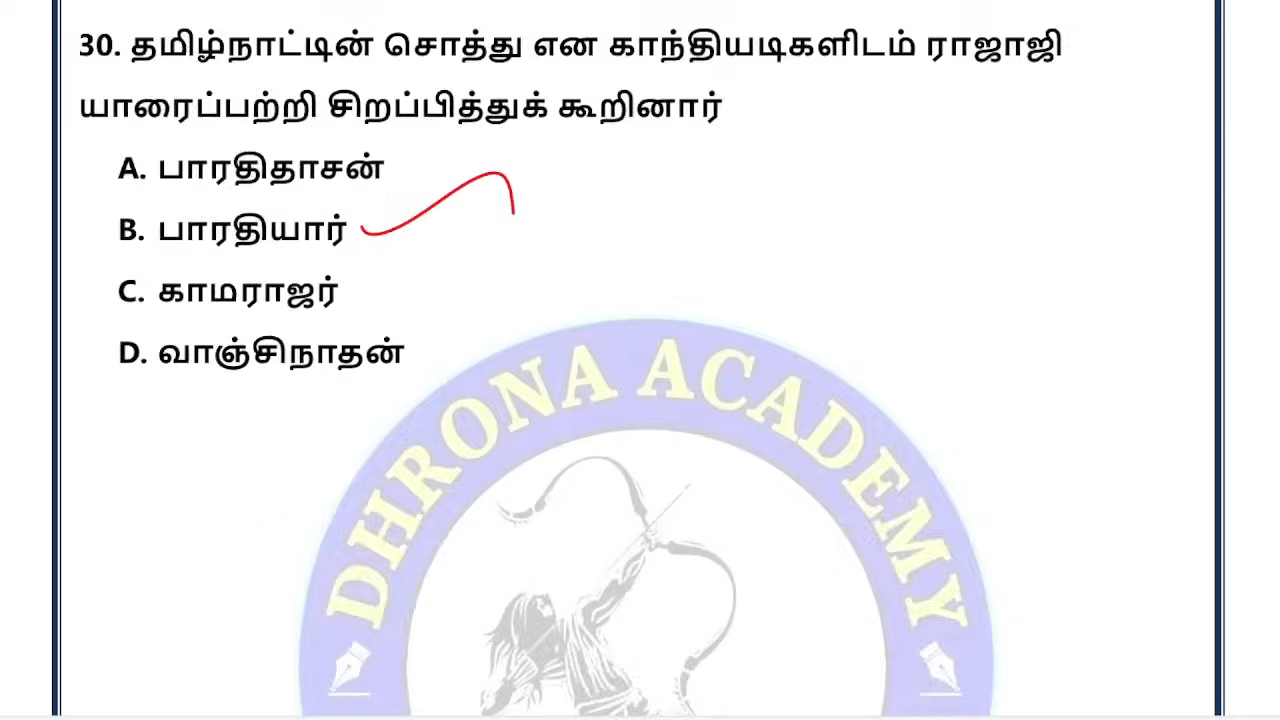 30. தமிழ்நாட்டின் சொத்து என காந்தியடிகளிடம் ராஜாஜி
யாரைப்பற்றி சிறப்பித்துக் கூறினார்
A. பாரதிதாசன்
B. பாரதியார்
C. காமராஜர்
D. வாஞ்சிநாதன்
DHRONA ACADEMY